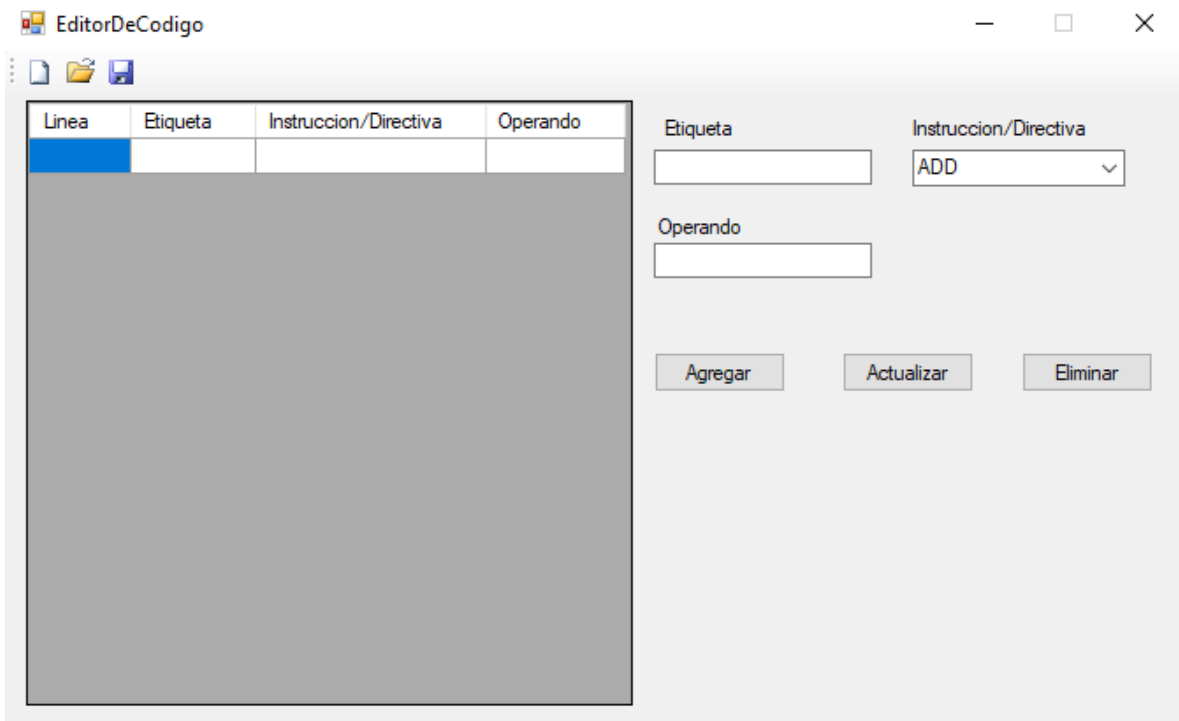 EditorDeCodigo
Linea Etiqueta Instruccion/Directiva Operando
Etiqueta Instruccion/Directiva
ADD
Operando
Agregar Actualizar Eliminar